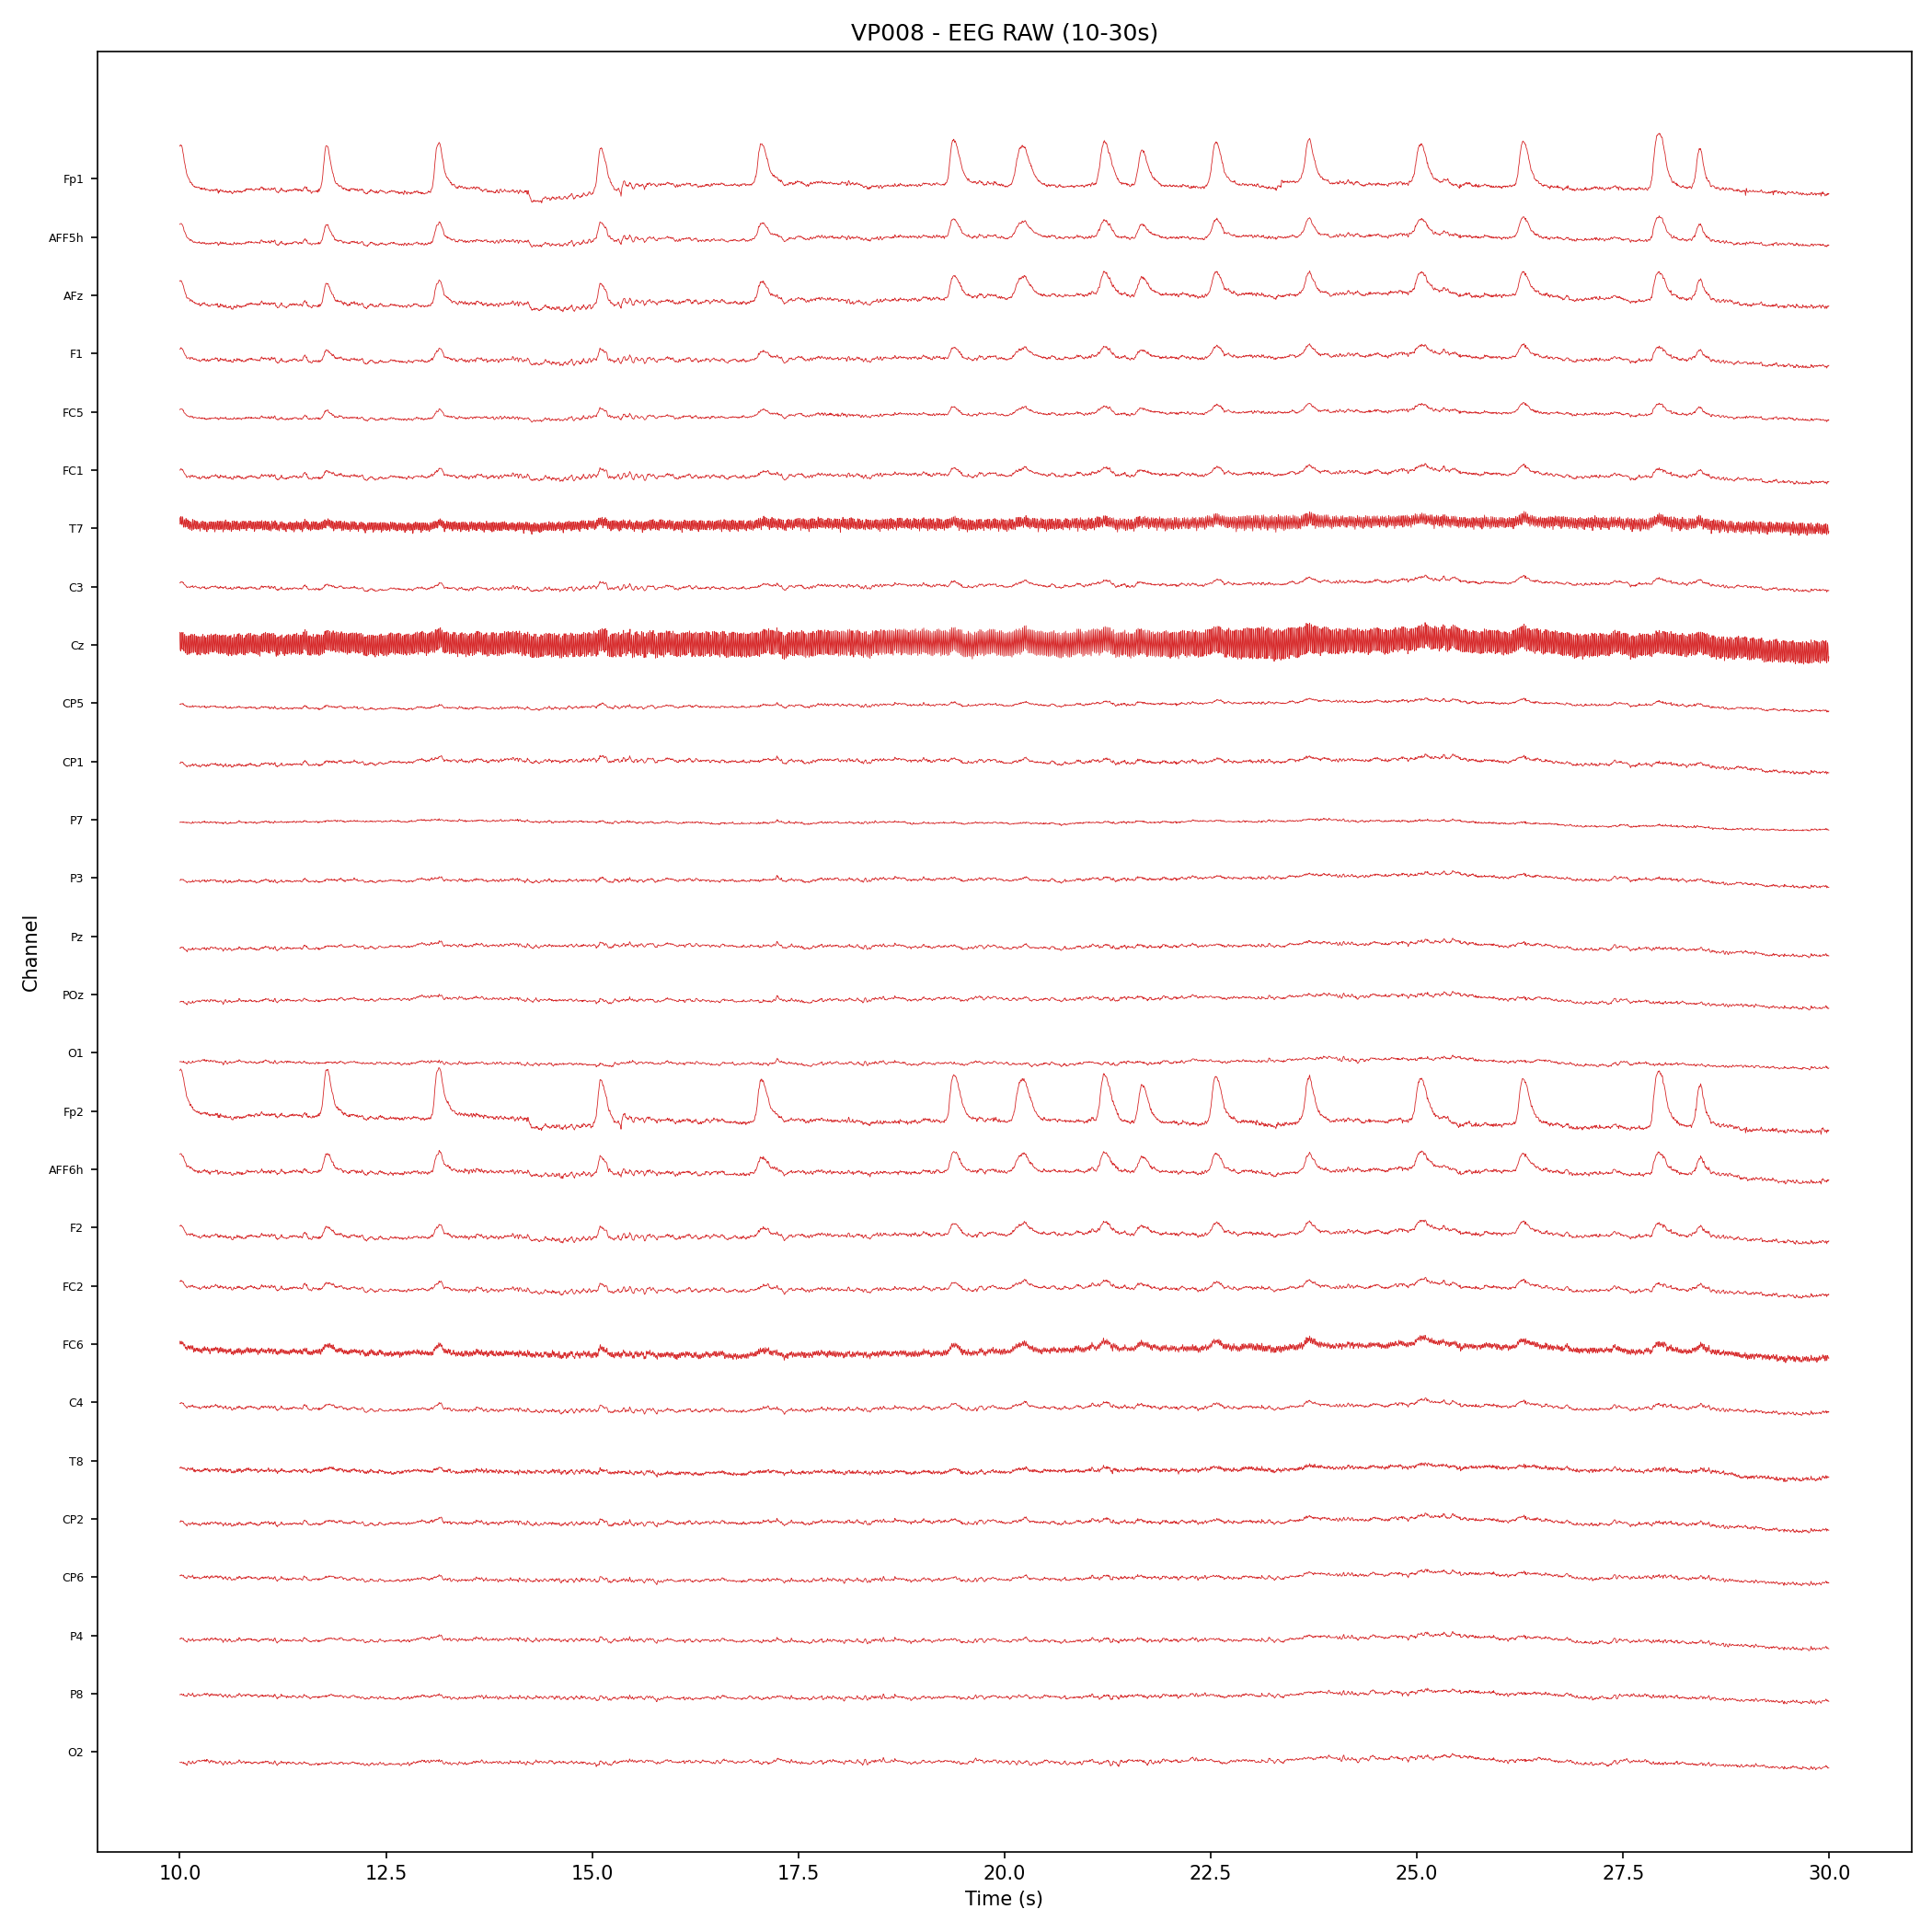 VP008 - EEG RAW (10-30s)
Fp1
AFF5h
AFz
F1
FC5
FC1
T7
C3
Cz
CP5
CP1
P7
P3
Pz
POz
O1
Fp2
AFF6h
F2
FC2
FC6
C4
T8
CP2
CP6
P4
P8
O2
Channel
10.0 12.5 15.0 17.5 20.0 22.5 25.0 27.5 30.0
Time (s)